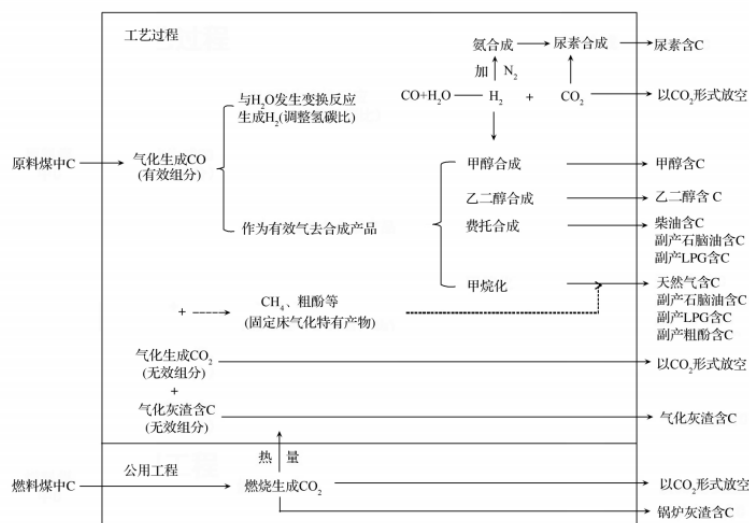 工艺过程
氨合成
尿素合成
尿素含C
加 N₂
与H₂O发生变换反应
生成H₂(调整氢碳比)
CO+H₂O
H₂
+
CO₂
以CO₂形式放空
原料煤中C
气化生成CO
(有效组分)
甲醇合成
甲醇含C
乙二醇合成
乙二醇含 C
作为有效气去合成产品
费托合成
柴油含C
副产石脑油含C
副产LPG含C
甲烷化
天然气含C
副产石脑油含C
副产LPG含C
副产粗酚含C
+
CH₄、粗酚等
(固定床气化特有产物)
气化生成CO₂
(无效组分)
以CO₂形式放空
+
气化灰渣含C
(无效组分)
气化灰渣含C
热 量
公用工程
燃料煤中C
燃烧生成CO₂
以CO₂形式放空
锅炉灰渣含C